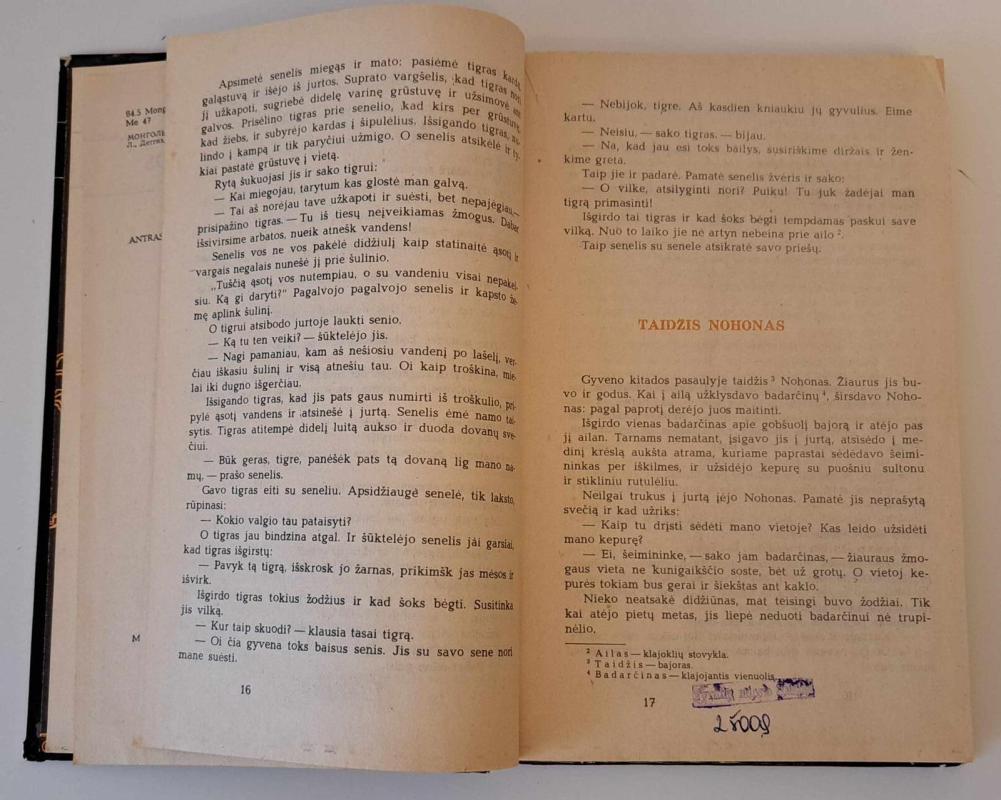 84.5 Mong
Me 47
МОНГОЛЬ
Л., Детгиз,
ANTRAS
M
Apsimetė senelis miegąs ir mato: pasiėmė tigras kardą
galąstuvą ir išėjo iš jurtos. Suprato vargšelis, kad tigras nori
jį užkapoti, sugriebė didelę varinę grūstuvę ir užsimovė ant
galvos. Prisėlino tigras prie senelio, kad kirs per grūstuvę,
kad žiebs, ir subyrėjo kardas į šipulėlius. Išsigando tigras,
lindo į kampą ir tik paryčiui užmigo. O senelis atsikėlė ir ty-
kiai pastatė grūstuvę į vietą.
Rytą šukuojasi jis ir sako tigrui:
— Kai miegojau, tarytum kas glostė man galvą.
— Tai aš norėjau tave užkapoti ir suėsti, bet nepajėgiau,—
prisipažino tigras.— Tu iš tiesų neįveikiamas žmogus. Dabar
išsivirsime arbatos, nueik atnešk vandens!
Senelis vos ne vos pakėlė didžiulį kaip statinaitė ąsotį ir
vargais negalais nunešė jį prie šulinio.
„Tuščią ąsotį vos nutempiau, o su vandeniu visai nepakel-
siu. Ką gi daryti?" Pagalvojo pagalvojo senelis ir kapsto že-
mę aplink šulinį.
O tigrui atsibodo jurtoje laukti senio.
— Ką tu ten veiki? — šūktelėjo jis.
— Nagi pamaniau, kam aš nešiosiu vandenį po lašelį, ver-
čiau iškasiu šulinį ir visą atnešiu tau. Oi kaip troškina, mie-
lai iki dugno išgerčiau.
Išsigando tigras, kad jis pats gaus numirti iš troškulio, pri-
pylė ąsotį vandens ir atsinešė į jurtą. Senelis ėmė namo tai-
sytis. Tigras atitempė didelį luitą aukso ir duoda dovanų sve-
čiui.
— Būk geras, tigre, panėšėk pats tą dovaną lig mano na-
mų, — prašo senelis.
Gavo tigras eiti su seneliu. Apsidžiaugė senelė, tik laksto,
rūpinasi:
— Kokio valgio tau pataisyti?
O tigras jau bindzina atgal. Ir šūktelėjo senelis jai garsiai,
kad tigras išgirstų:
— Pavyk tą tigrą, išskrosk jo žarnas, prikimšk jas mėsos ir
išvirk.
Išgirdo tigras tokius žodžius ir kad šoks bėgti. Susitinka
jis vilką.
— Kur taip skuodi? — klausia tasai tigrą.
— Oi čia gyvena toks baisus senis. Jis su savo sene nori
mane suėsti.
16
— Nebijok, tigre. Aš kasdien kniaukiu jų gyvulius. Eime
kartu.
— Neisiu, — sako tigras, — bijau.
— Na, kad jau esi toks bailys, susiriškime diržais ir žen-
kime greta.
Taip jie ir padarė. Pamatė senelis žvėris ir sako:
— O vilke, atsilyginti nori? Puiku! Tu juk žadėjai man
tigrą primasinti!
Išgirdo tai tigras ir kad šoks bėgti tempdamas paskui save
vilką. Nuo to laiko jie nė artyn nebeina prie ailo ².
Taip senelis su senele atsikratė savo priešų.
TAIDŽIS NOHONAS
Gyveno kitados pasaulyje taidžis ³ Nohonas. Žiaurus jis bu-
vo ir godus. Kai į ailą užklysdavo badarčinų ⁴, širsdavo Noho-
nas: pagal paprotį derėjo juos maitinti.
Išgirdo vienas badarčinas apie gobšuolį bajorą ir atėjo pas
jį ailan. Tarnams nematant, įsigavo jis į jurtą, atsisėdo į me-
dinį krėslą aukšta atrama, kuriame paprastai sėdėdavo šeimi-
ninkas per iškilmes, ir užsidėjo kepurę su puošniu sultonu
ir stikliniu rutulėliu.
Neilgai trukus į jurtą įėjo Nohonas. Pamatė jis neprašytą
svečią ir kad užriks:
— Kaip tu drįsti sėdėti mano vietoje? Kas leido užsidėti
mano kepurę?
— Ei, šeimininke, — sako jam badarčinas, — žiauraus žmo-
gaus vieta ne kunigaikščio soste, bet už grotų. O vietoj ke-
purės tokiam bus gerai ir šiekštas ant kaklo.
Nieko neatsakė didžiūnas, mat teisingi buvo žodžiai. Tik
kai atėjo pietų metas, jis liepė neduoti badarčinui nė trupi-
nėlio.
² Ailas — klajoklių stovykla.
³ Taidžis — bajoras.
⁴ Badarčinas — klajojantis vienuolis.
17